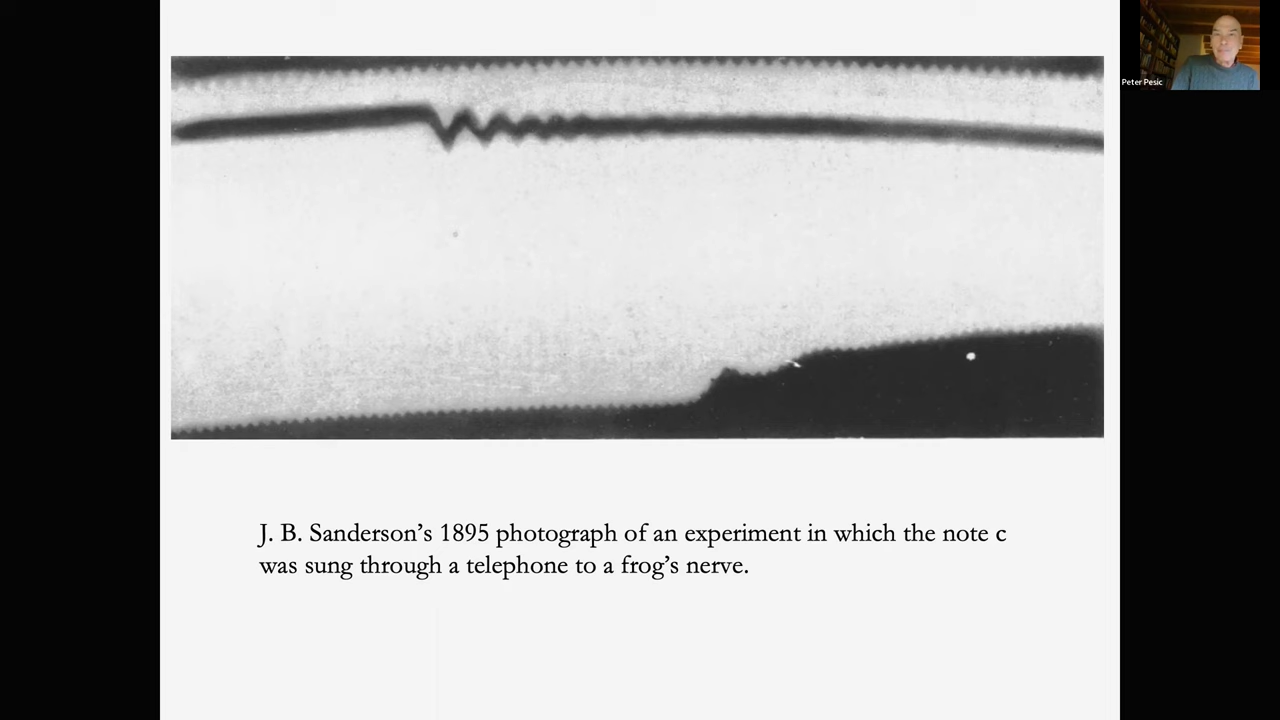 Peter Pesic
J. B. Sanderson’s 1895 photograph of an experiment in which the note c
was sung through a telephone to a frog’s nerve.